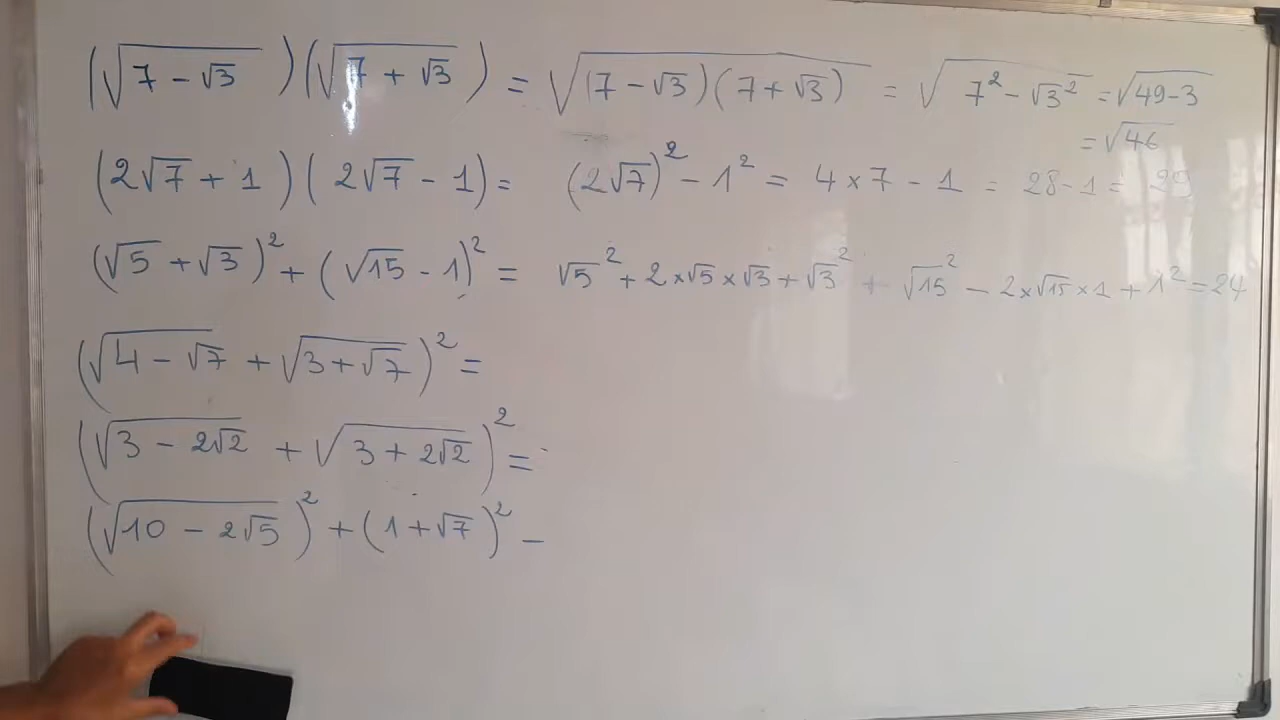 (√(7 - √3))(√(7 + √3)) = √((7 - √3)(7 + √3)) = √(7² - √3²) = √(49-3)
= √46
(2√7 + 1)(2√7 - 1) = (2√7)² - 1² = 4 × 7 - 1 = 28 - 1 =
(√5 + √3)² + (√15 - 1)² = √5² + 2×√5×√3 + √3² + √15² - 2×√15×1 + 1² = 24
(√(4 - √7) + √(3 + √7))² =
(√(3 - 2√2) + √(3 + 2√2))² =
(√(10 - 2√5))² + (1 + √7)² -